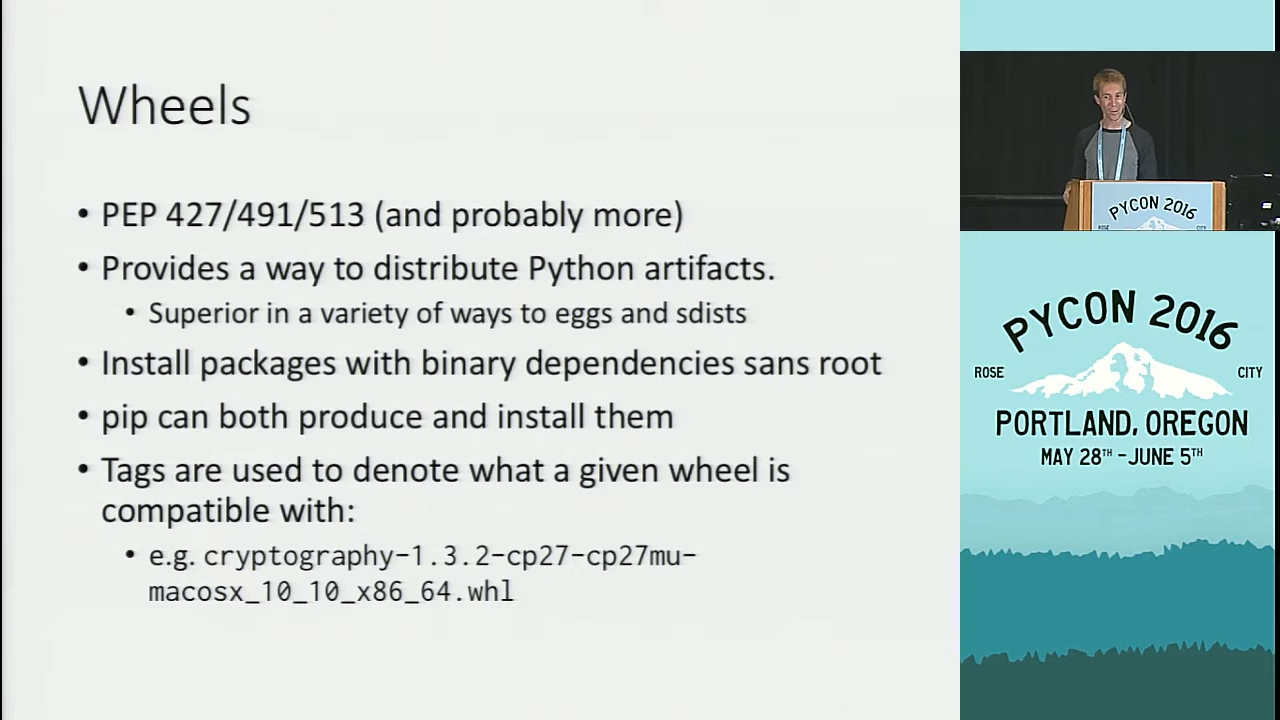 Wheels
• PEP 427/491/513 (and probably more)
• Provides a way to distribute Python artifacts.
• Superior in a variety of ways to eggs and sdists
• Install packages with binary dependencies sans root
• pip can both produce and install them
• Tags are used to denote what a given wheel is
compatible with:
• e.g. cryptography-1.3.2-cp27-cp27mu-
macosx_10_10_x86_64.whl
PYCON 2016
ROSE CITY
PYCON 2016
ROSE CITY
PORTLAND, OREGON
MAY 28TH - JUNE 5TH